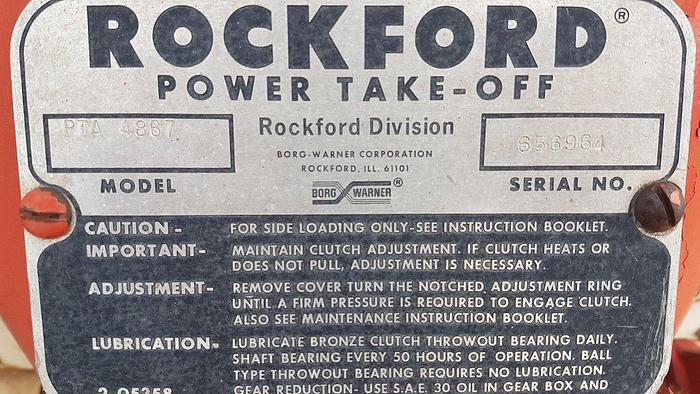 ROCKFORD®
POWER TAKE-OFF
PTA 4867
Rockford Division
656964
BORG-WARNER CORPORATION
ROCKFORD, ILL. 61101
MODEL
BORG WARNER®
SERIAL NO.
CAUTION - FOR SIDE LOADING ONLY-SEE INSTRUCTION BOOKLET.
IMPORTANT- MAINTAIN CLUTCH ADJUSTMENT. IF CLUTCH HEATS OR
DOES NOT PULL, ADJUSTMENT IS NECESSARY.
ADJUSTMENT- REMOVE COVER TURN THE NOTCHED ADJUSTMENT RING
UNTIL A FIRM PRESSURE IS REQUIRED TO ENGAGE CLUTCH.
ALSO SEE MAINTENANCE INSTRUCTION BOOKLET.
LUBRICATION- LUBRICATE BRONZE CLUTCH THROWOUT BEARING DAILY.
SHAFT BEARING EVERY 50 HOURS OF OPERATION. BALL
TYPE THROWOUT BEARING REQUIRES NO LUBRICATION.
2-05358 GEAR REDUCTION- USE S.A.E. 30 OIL IN GEAR BOX AND